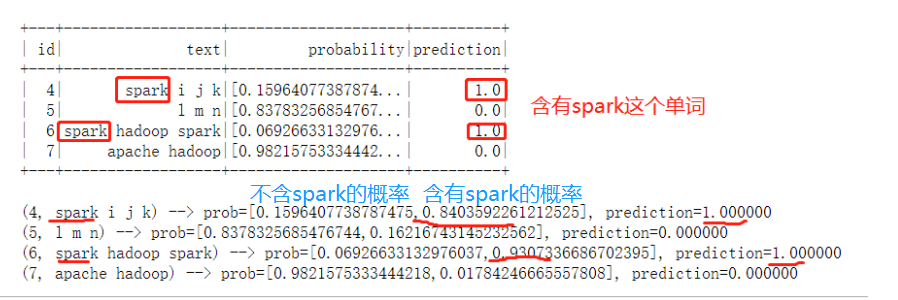 +---+------------------+--------------------+----------+
| id|              text|         probability|prediction|
+---+------------------+--------------------+----------+
|  4|       spark i j k|[0.15964077387874...|       1.0|
|  5|             l m n|[0.83783256854767...|       0.0|
|  6|spark hadoop spark|[0.06926633132976...|       1.0|
|  7|     apache hadoop|[0.98215753334442...|       0.0|
+---+------------------+--------------------+----------+
含有spark这个单词
不含spark的概率 含有spark的概率
(4, spark i j k) --> prob=[0.1596407738787475,0.8403592261212525], prediction=1.000000
(5, l m n) --> prob=[0.8378325685476744,0.16216743145232562], prediction=0.000000
(6, spark hadoop spark) --> prob=[0.06926633132976037,0.9307336686702395], prediction=1.000000
(7, apache hadoop) --> prob=[0.9821575333444218,0.01784246665557808], prediction=0.000000